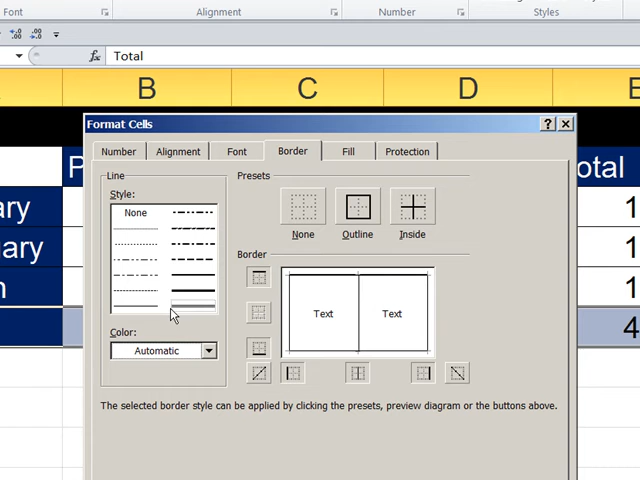 Font Alignment Number Styles
fx Total
B C D E
Format Cells
Number Alignment Font Border Fill Protection
Line
Style:
None
Presets
None Outline Inside
Border
Text Text
Color:
Automatic
The selected border style can be applied by clicking the presets, preview diagram or the buttons above.
P otal
ary 1
uary 1
h 1
4